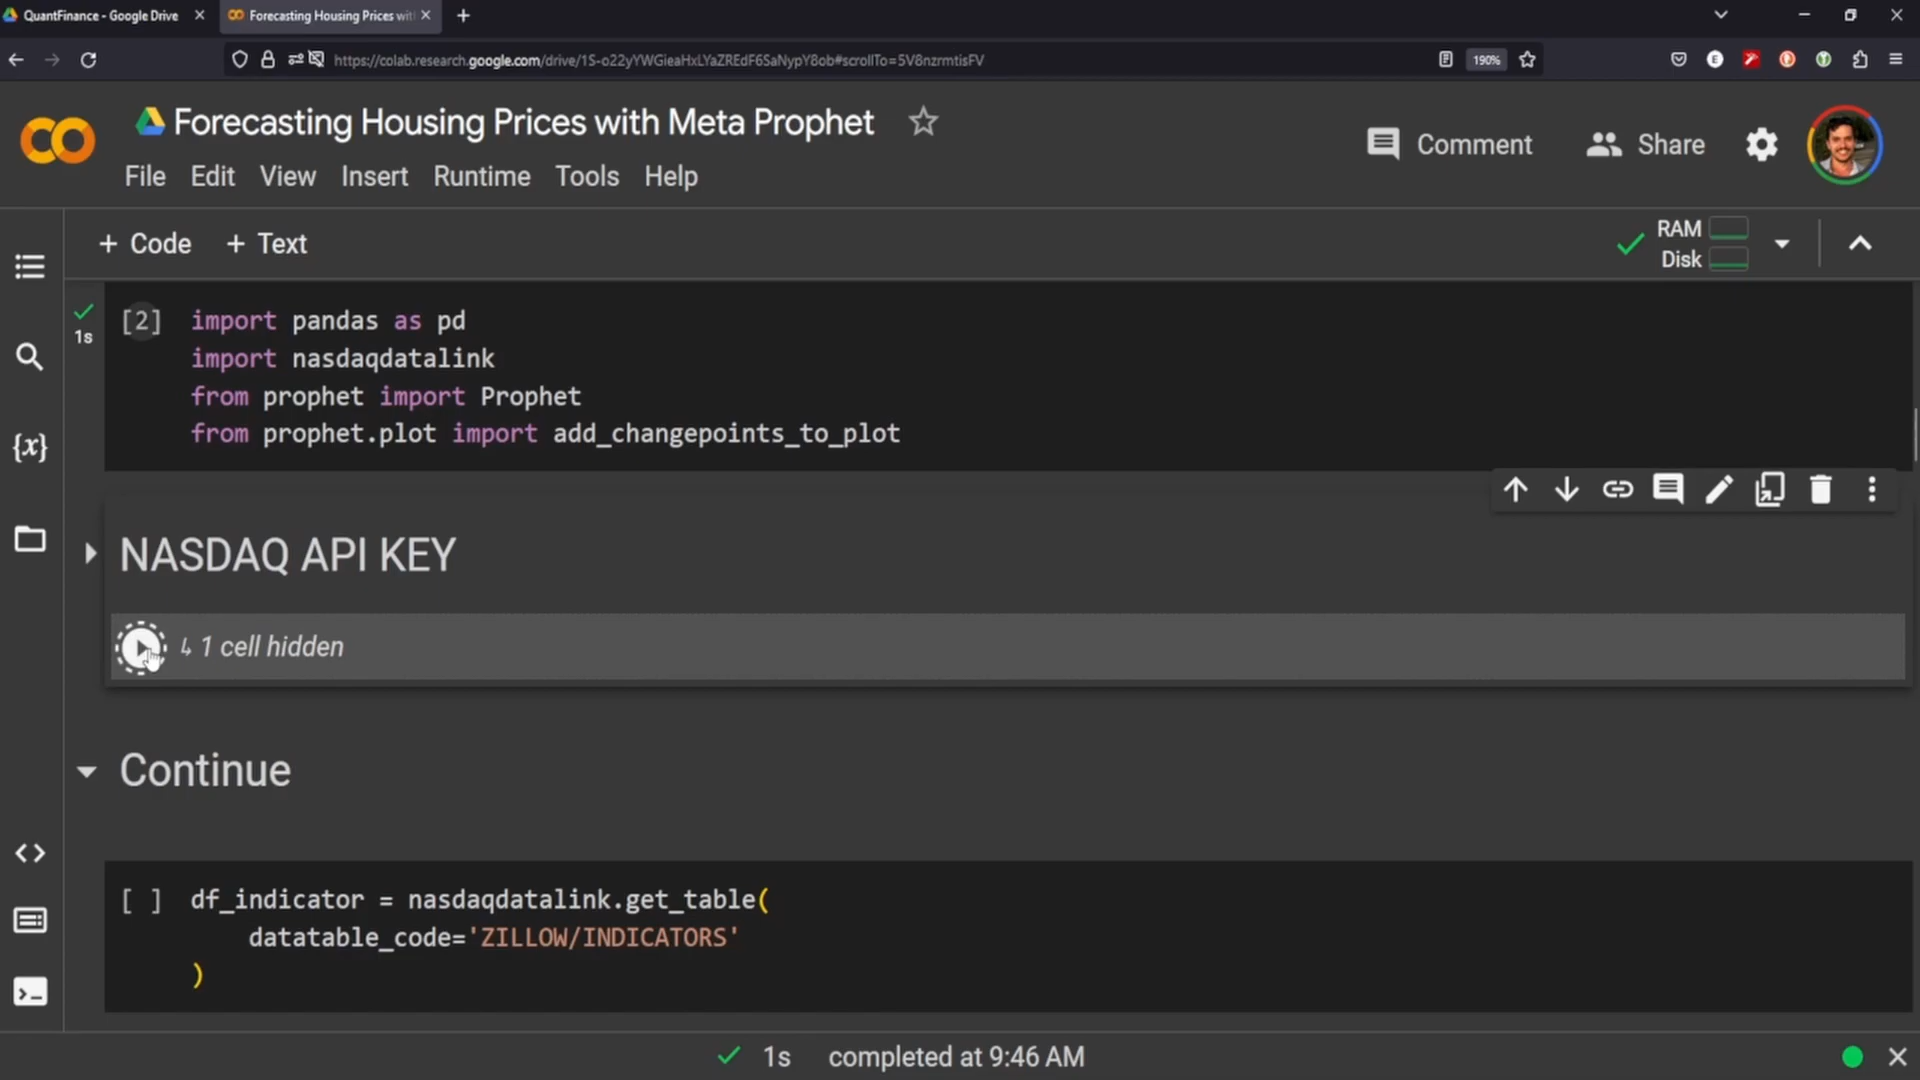 QuantFinance - Google Drive
Forecasting Housing Prices wit
https://colab.research.google.com/drive/1S-o22yYWGieaHxLYaZREdF6SaNypY8ob#scrollTo=5V8nzrmtisFV
190%
Forecasting Housing Prices with Meta Prophet
Comment
Share
File Edit View Insert Runtime Tools Help
+ Code + Text
RAM
Disk
1s
[2] import pandas as pd
import nasdaqdatalink
from prophet import Prophet
from prophet.plot import add_changepoints_to_plot
NASDAQ API KEY
↳ 1 cell hidden
Continue
[ ] df_indicator = nasdaqdatalink.get_table(
datatable_code='ZILLOW/INDICATORS'
)
1s completed at 9:46 AM